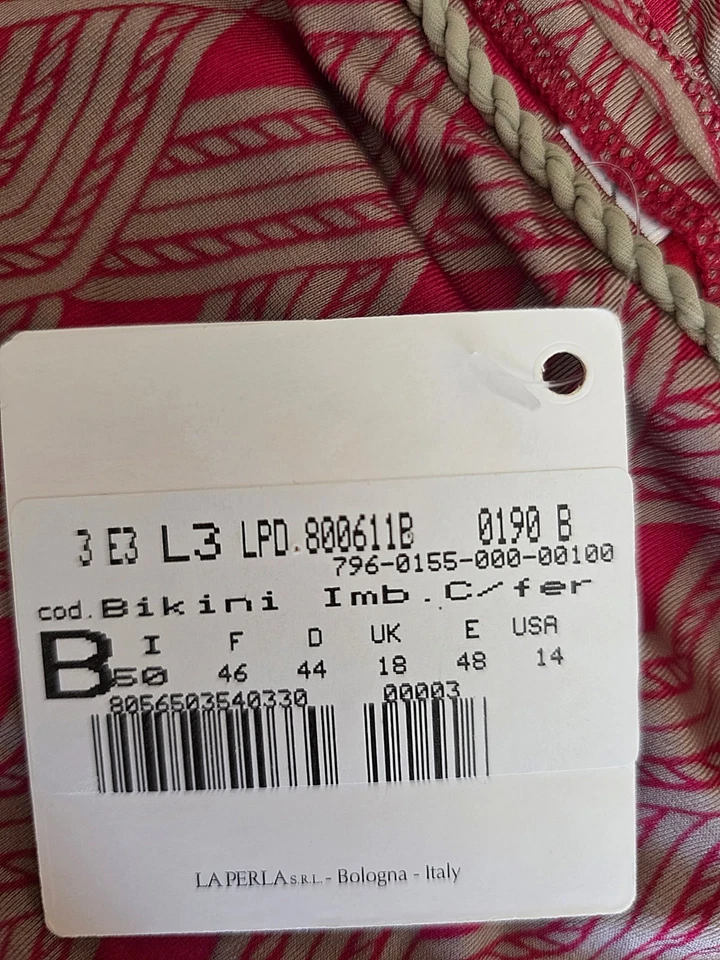 3 E3 L3 LPD.800611B 0190 B
796-0155-000-00100
cod. Bikini Imb.C/fer
B I F D UK E USA
50 46 44 18 48 14
8056503540330 00003
LA PERLA S.R.L. - Bologna - Italy